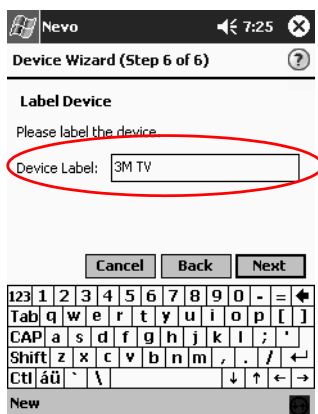 Nevo 7:25
Device Wizard (Step 6 of 6) ?
Label Device
Please label the device
Device Label: 3M TV
Cancel Back Next
123 1 2 3 4 5 6 7 8 9 0 - =
Tab q w e r t y u i o p [ ]
CAP a s d f g h j k l ; '
Shift z x c v b n m , . /
Ctl áü ` \
New